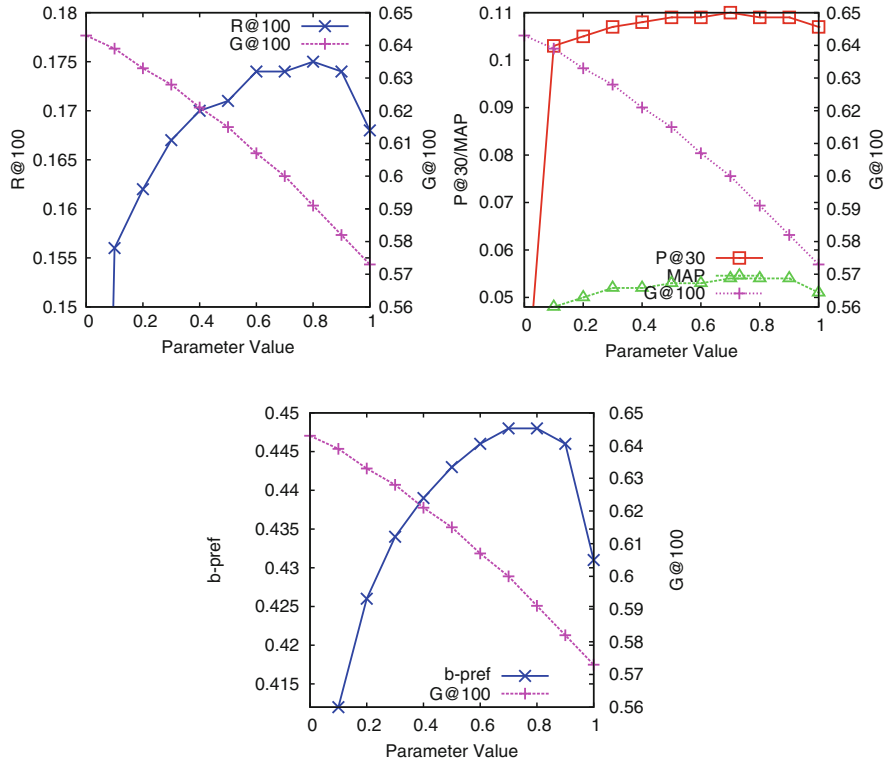 0.18
0.175
0.17
0.165
0.16
0.155
0.15
R@100
R@100
G@100
0.65
0.64
0.63
0.62
0.61
0.6
0.59
0.58
0.57
0.56
G@100
0 0.2 0.4 0.6 0.8 1
Parameter Value
0.11
0.1
0.09
0.08
0.07
0.06
0.05
P@30/MAP
P@30
MAP
G@100
0.65
0.64
0.63
0.62
0.61
0.6
0.59
0.58
0.57
0.56
G@100
0 0.2 0.4 0.6 0.8 1
Parameter Value
0.45
0.445
0.44
0.435
0.43
0.425
0.42
0.415
b-pref
b-pref
G@100
0.65
0.64
0.63
0.62
0.61
0.6
0.59
0.58
0.57
0.56
G@100
0 0.2 0.4 0.6 0.8 1
Parameter Value